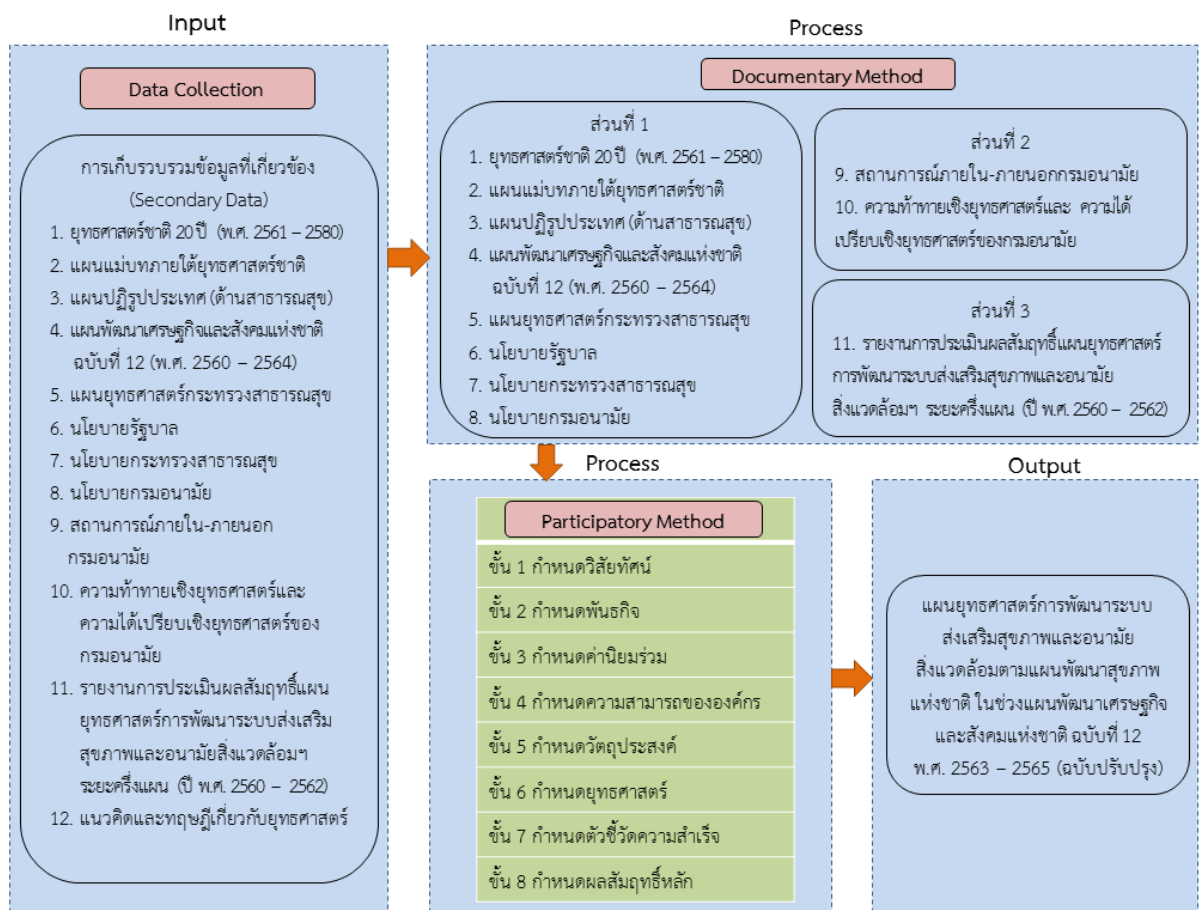 Input
Data Collection
การเก็บรวบรวมข้อมูลที่เกี่ยวข้อง
(Secondary Data)
1. ยุทธศาสตร์ชาติ 20 ปี (พ.ศ. 2561 – 2580)
2. แผนแม่บทภายใต้ยุทธศาสตร์ชาติ
3. แผนปฏิรูปประเทศ (ด้านสาธารณสุข)
4. แผนพัฒนาเศรษฐกิจและสังคมแห่งชาติ
ฉบับที่ 12 (พ.ศ. 2560 – 2564)
5. แผนยุทธศาสตร์กระทรวงสาธารณสุข
6. นโยบายรัฐบาล
7. นโยบายกระทรวงสาธารณสุข
8. นโยบายกรมอนามัย
9. สถานการณ์ภายใน-ภายนอก
กรมอนามัย
10. ความท้าทายเชิงยุทธศาสตร์และ
ความได้เปรียบเชิงยุทธศาสตร์ของ
กรมอนามัย
11. รายงานการประเมินผลสัมฤทธิ์แผน
ยุทธศาสตร์การพัฒนาระบบส่งเสริม
สุขภาพและอนามัยสิ่งแวดล้อมฯ
ระยะครึ่งแผน (ปี พ.ศ. 2560 – 2562)
12. แนวคิดและทฤษฎีเกี่ยวกับยุทธศาสตร์
Process
Documentary Method
ส่วนที่ 1
1. ยุทธศาสตร์ชาติ 20 ปี (พ.ศ. 2561 – 2580)
2. แผนแม่บทภายใต้ยุทธศาสตร์ชาติ
3. แผนปฏิรูปประเทศ (ด้านสาธารณสุข)
4. แผนพัฒนาเศรษฐกิจและสังคมแห่งชาติ
ฉบับที่ 12 (พ.ศ. 2560 – 2564)
5. แผนยุทธศาสตร์กระทรวงสาธารณสุข
6. นโยบายรัฐบาล
7. นโยบายกระทรวงสาธารณสุข
8. นโยบายกรมอนามัย
ส่วนที่ 2
9. สถานการณ์ภายใน-ภายนอกกรมอนามัย
10. ความท้าทายเชิงยุทธศาสตร์และ ความได้
เปรียบเชิงยุทธศาสตร์ของกรมอนามัย
ส่วนที่ 3
11. รายงานการประเมินผลสัมฤทธิ์แผนยุทธศาสตร์
การพัฒนาระบบส่งเสริมสุขภาพและอนามัย
สิ่งแวดล้อมฯ ระยะครึ่งแผน (ปี พ.ศ. 2560 – 2562)
Process
Participatory Method
ขั้น 1 กำหนดวิสัยทัศน์
ขั้น 2 กำหนดพันธกิจ
ขั้น 3 กำหนดค่านิยมร่วม
ขั้น 4 กำหนดความสามารถขององค์กร
ขั้น 5 กำหนดวัตถุประสงค์
ขั้น 6 กำหนดยุทธศาสตร์
ขั้น 7 กำหนดตัวชี้วัดความสำเร็จ
ขั้น 8 กำหนดผลสัมฤทธิ์หลัก
Output
แผนยุทธศาสตร์การพัฒนาระบบ
ส่งเสริมสุขภาพและอนามัย
สิ่งแวดล้อมตามแผนพัฒนาสุขภาพ
แห่งชาติ ในช่วงแผนพัฒนาเศรษฐกิจ
และสังคมแห่งชาติ ฉบับที่ 12
พ.ศ. 2563 – 2565 (ฉบับปรับปรุง)